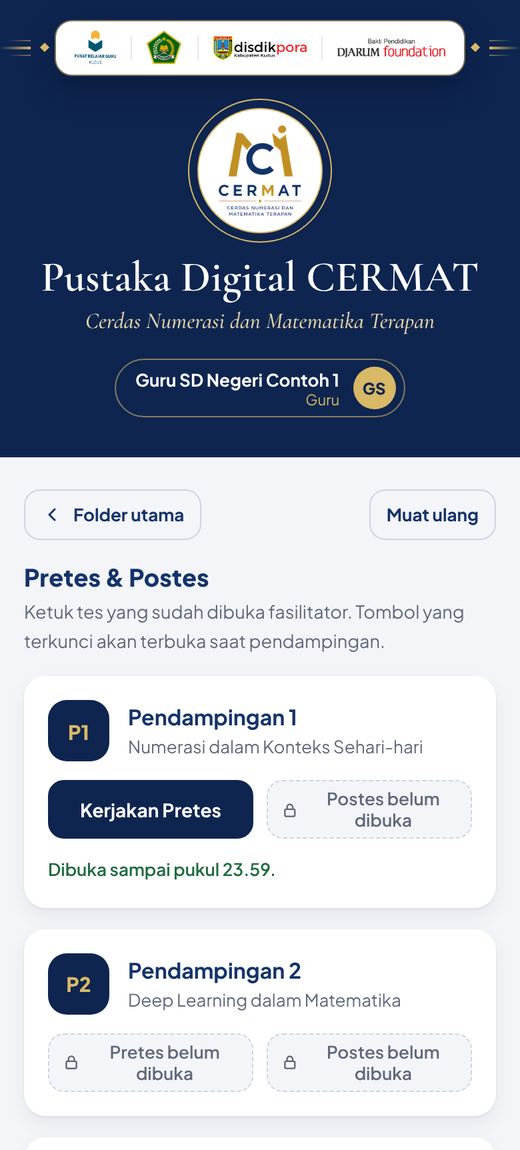 PUSAT BELAJAR GURU
KUDUS
disdikpora
Kabupaten Kudus
Bakti Pendidikan
DJARUM foundation
CERMAT
CERDAS NUMERASI DAN
MATEMATIKA TERAPAN
Pustaka Digital CERMAT
Cerdas Numerasi dan Matematika Terapan
Guru SD Negeri Contoh 1
Guru
GS
Folder utama
Muat ulang
Pretes & Postes
Ketuk tes yang sudah dibuka fasilitator. Tombol yang
terkunci akan terbuka saat pendampingan.
P1
Pendampingan 1
Numerasi dalam Konteks Sehari-hari
Kerjakan Pretes
Postes belum
dibuka
Dibuka sampai pukul 23.59.
P2
Pendampingan 2
Deep Learning dalam Matematika
Pretes belum
dibuka
Postes belum
dibuka